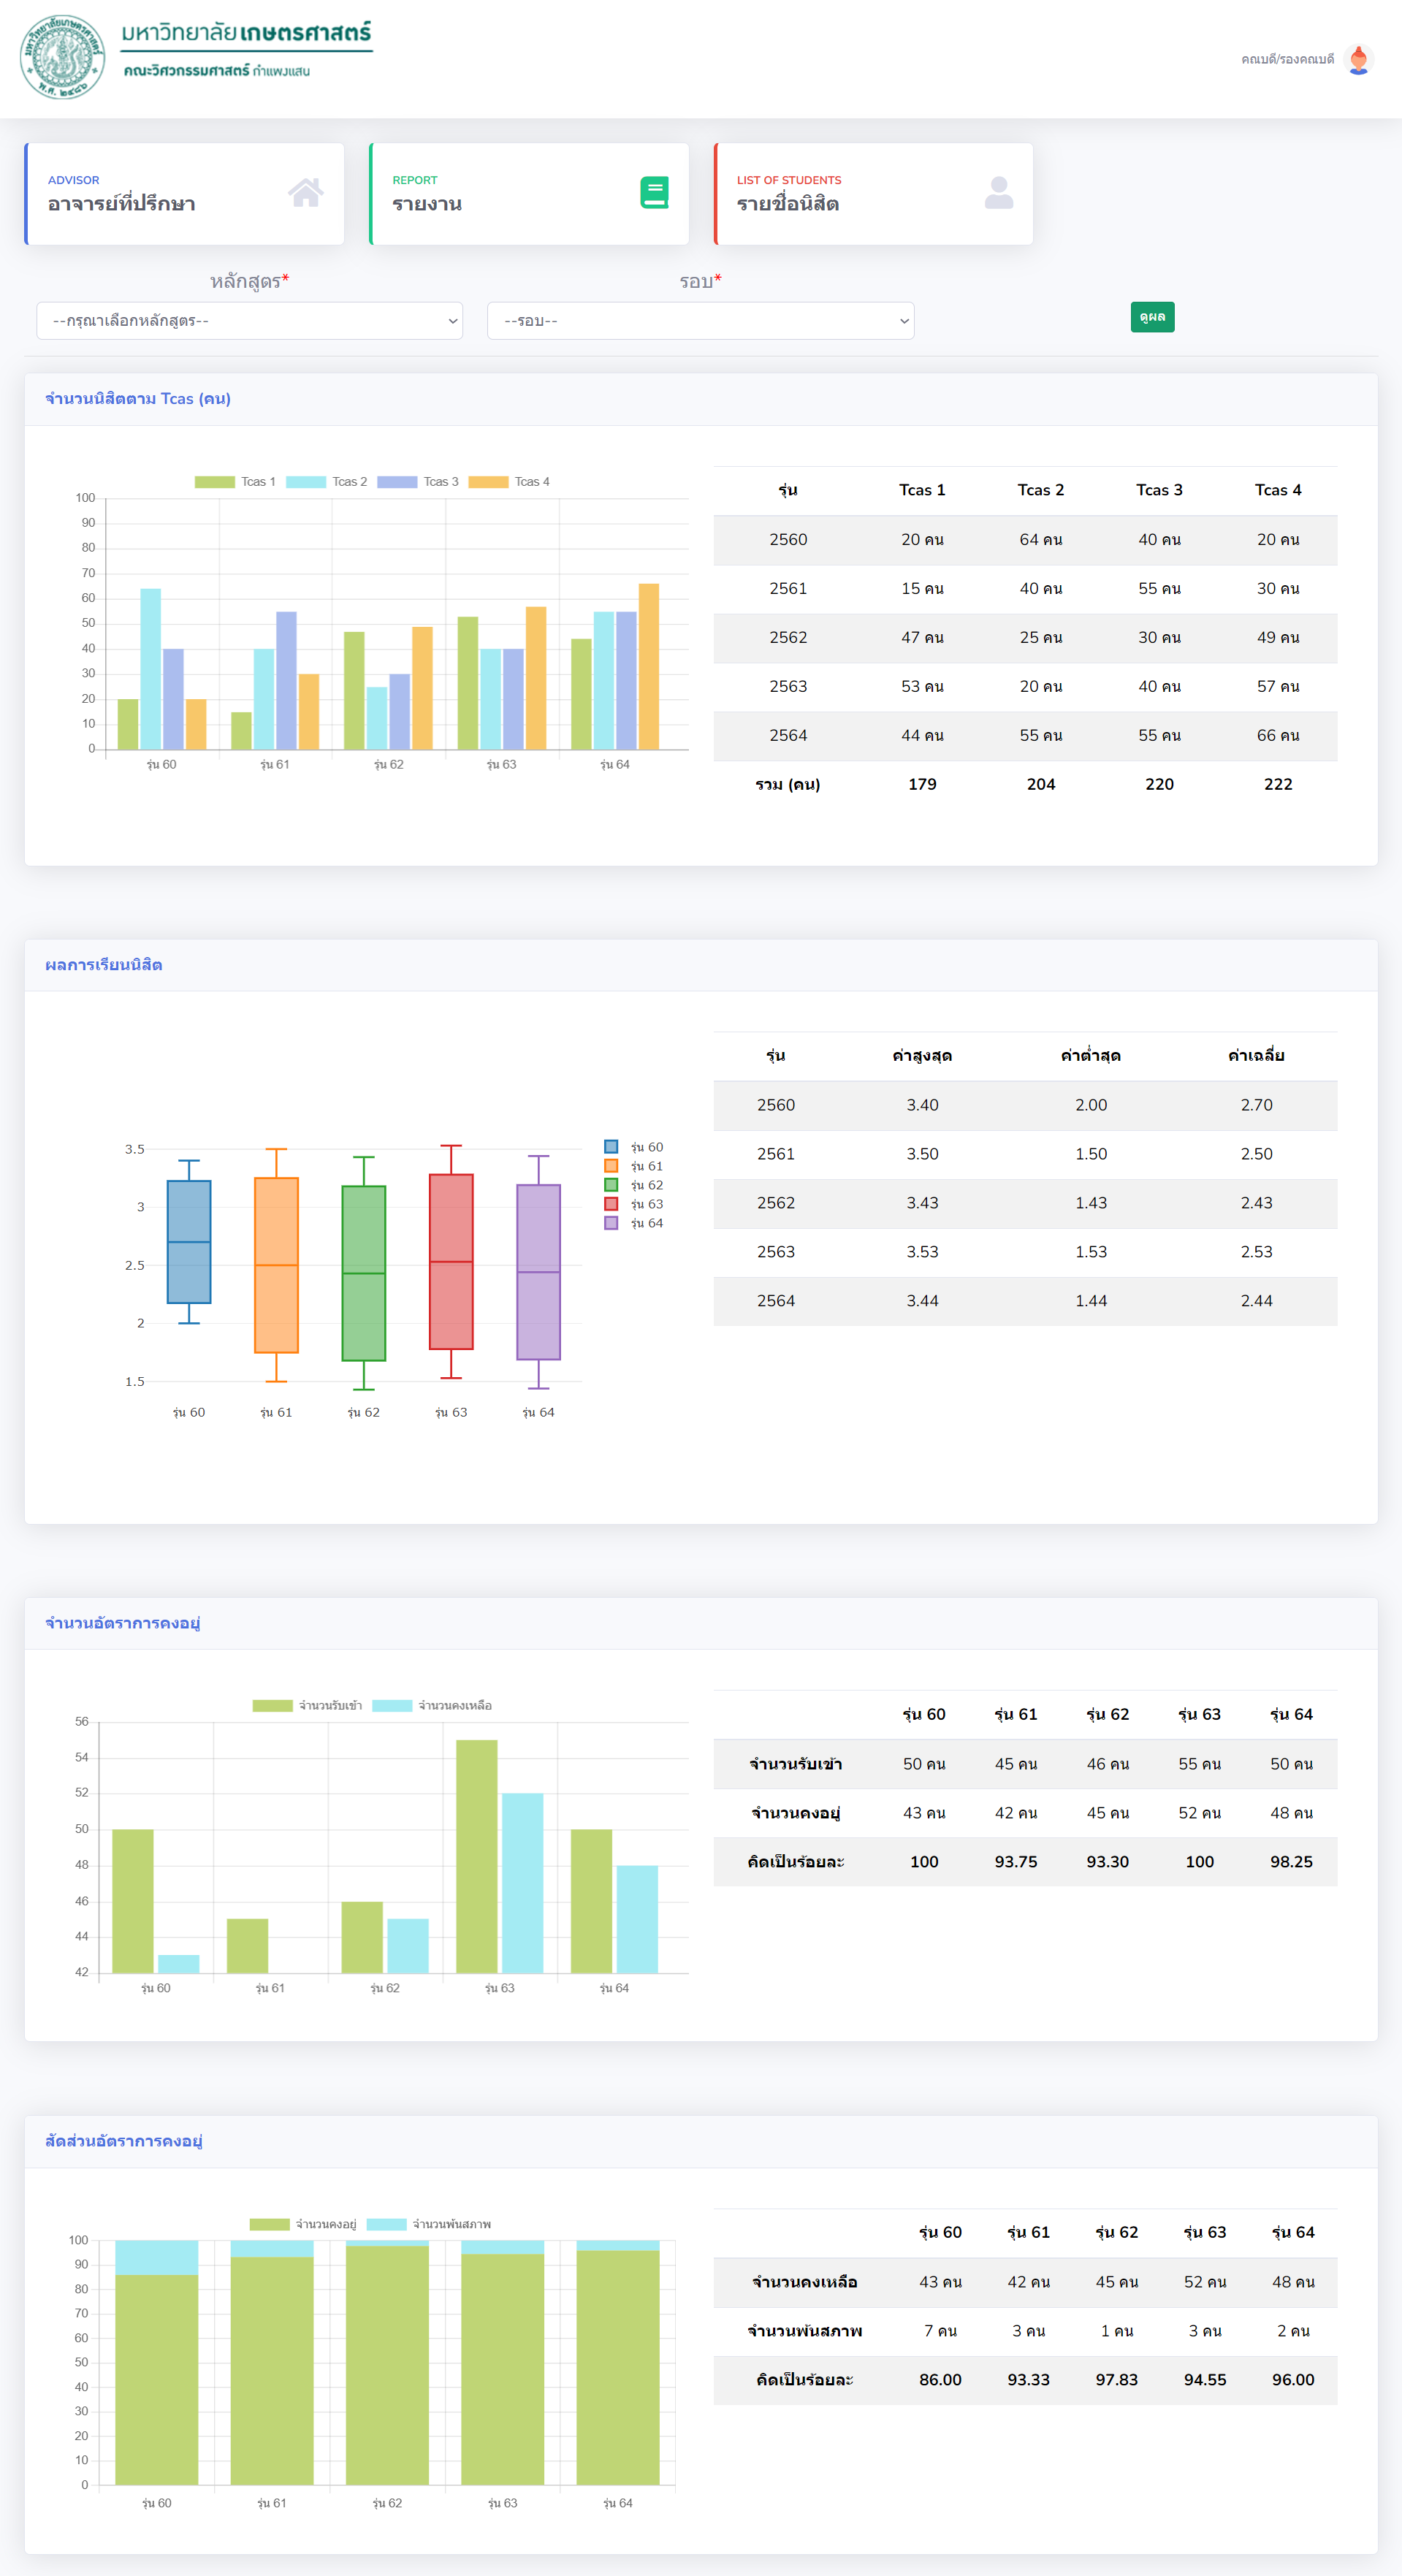 มหาวิทยาลัยเกษตรศาสตร์
คณะวิศวกรรมศาสตร์ กำแพงแสน
มหาวิทยาลัยเกษตรศาสตร์
พ.ศ. ๒๔๘๖
คณบดี/รองคณบดี
ADVISOR
อาจารย์ที่ปรึกษา
REPORT
รายงาน
LIST OF STUDENTS
รายชื่อนิสิต
หลักสูตร*
รอบ*
--กรุณาเลือกหลักสูตร--
--รอบ--
ดูผล
จำนวนนิสิตตาม Tcas (คน)
Tcas 1 Tcas 2 Tcas 3 Tcas 4
100
90
80
70
60
50
40
30
20
10
0
รุ่น 60 รุ่น 61 รุ่น 62 รุ่น 63 รุ่น 64
รุ่น Tcas 1 Tcas 2 Tcas 3 Tcas 4
2560 20 คน 64 คน 40 คน 20 คน
2561 15 คน 40 คน 55 คน 30 คน
2562 47 คน 25 คน 30 คน 49 คน
2563 53 คน 20 คน 40 คน 57 คน
2564 44 คน 55 คน 55 คน 66 คน
รวม (คน) 179 204 220 222
ผลการเรียนนิสิต
3.5
3
2.5
2
1.5
รุ่น 60 รุ่น 61 รุ่น 62 รุ่น 63 รุ่น 64
รุ่น 60
รุ่น 61
รุ่น 62
รุ่น 63
รุ่น 64
รุ่น ค่าสูงสุด ค่าต่ำสุด ค่าเฉลี่ย
2560 3.40 2.00 2.70
2561 3.50 1.50 2.50
2562 3.43 1.43 2.43
2563 3.53 1.53 2.53
2564 3.44 1.44 2.44
จำนวนอัตราการคงอยู่
จำนวนรับเข้า จำนวนคงเหลือ
56
54
52
50
48
46
44
42
รุ่น 60 รุ่น 61 รุ่น 62 รุ่น 63 รุ่น 64
รุ่น 60 รุ่น 61 รุ่น 62 รุ่น 63 รุ่น 64
จำนวนรับเข้า 50 คน 45 คน 46 คน 55 คน 50 คน
จำนวนคงอยู่ 43 คน 42 คน 45 คน 52 คน 48 คน
คิดเป็นร้อยละ 100 93.75 93.30 100 98.25
สัดส่วนอัตราการคงอยู่
จำนวนคงอยู่ จำนวนพ้นสภาพ
100
90
80
70
60
50
40
30
20
10
0
รุ่น 60 รุ่น 61 รุ่น 62 รุ่น 63 รุ่น 64
รุ่น 60 รุ่น 61 รุ่น 62 รุ่น 63 รุ่น 64
จำนวนคงเหลือ 43 คน 42 คน 45 คน 52 คน 48 คน
จำนวนพ้นสภาพ 7 คน 3 คน 1 คน 3 คน 2 คน
คิดเป็นร้อยละ 86.00 93.33 97.83 94.55 96.00